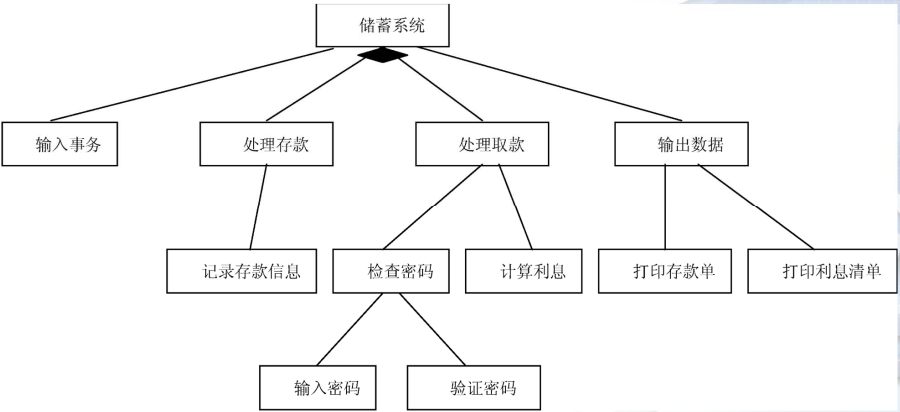 储蓄系统
输入事务
处理存款
处理取款
输出数据
记录存款信息
检查密码
计算利息
打印存款单
打印利息清单
输入密码
验证密码